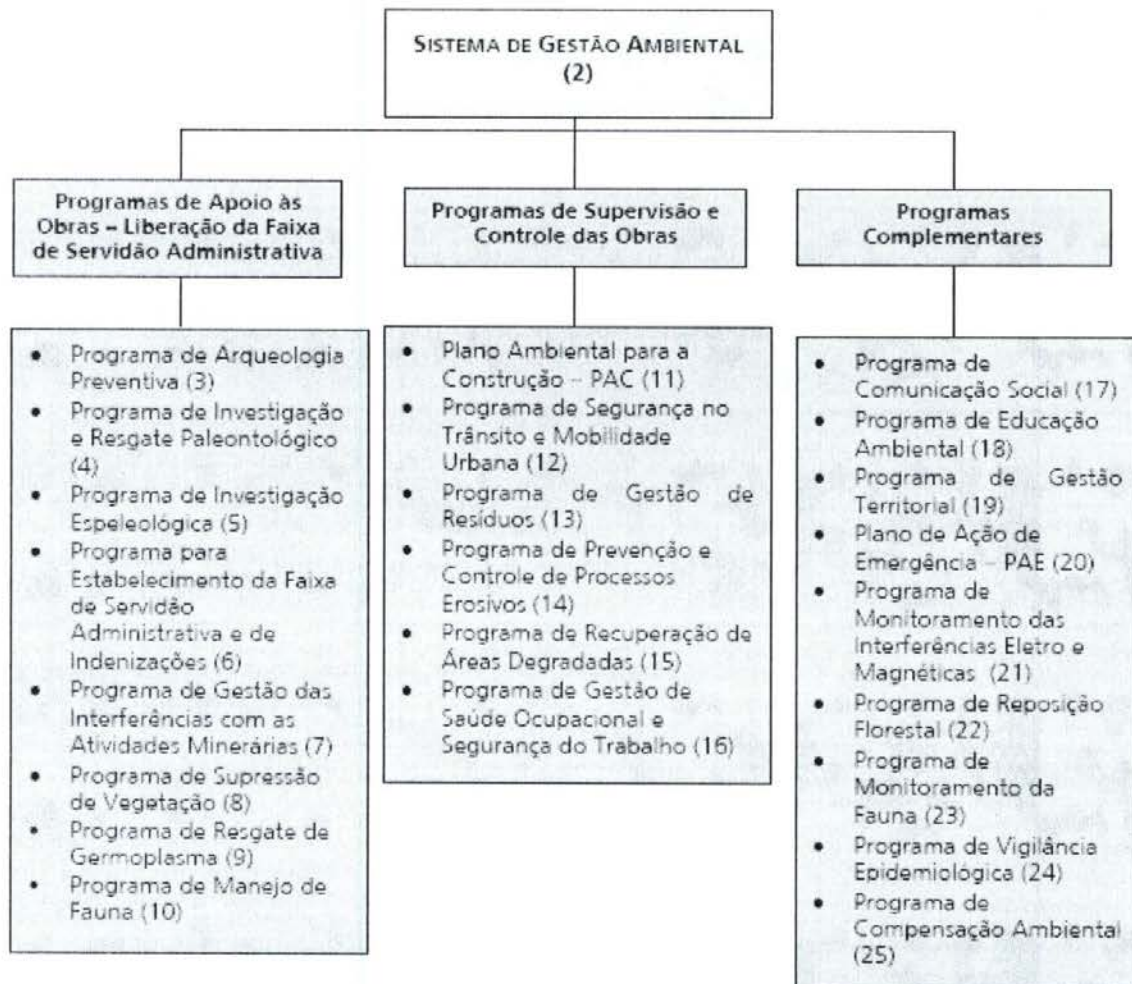 SISTEMA DE GESTÃO AMBIENTAL
(2)
Programas de Apoio às
Obras – Liberação da Faixa
de Servidão Administrativa
• Programa de Arqueologia
Preventiva (3)
• Programa de Investigação
e Resgate Paleontológico
(4)
• Programa de Investigação
Espeleológica (5)
• Programa para
Estabelecimento da Faixa
de Servidão
Administrativa e de
Indenizações (6)
• Programa de Gestão das
Interferências com as
Atividades Minerárias (7)
• Programa de Supressão
de Vegetação (8)
• Programa de Resgate de
Germoplasma (9)
• Programa de Manejo de
Fauna (10)
Programas de Supervisão e
Controle das Obras
• Plano Ambiental para a
Construção – PAC (11)
• Programa de Segurança no
Trânsito e Mobilidade
Urbana (12)
• Programa de Gestão de
Resíduos (13)
• Programa de Prevenção e
Controle de Processos
Erosivos (14)
• Programa de Recuperação de
Áreas Degradadas (15)
• Programa de Gestão de
Saúde Ocupacional e
Segurança do Trabalho (16)
Programas
Complementares
• Programa de
Comunicação Social (17)
• Programa de Educação
Ambiental (18)
• Programa de Gestão
Territorial (19)
• Plano de Ação de
Emergência – PAE (20)
• Programa de
Monitoramento das
Interferências Eletro e
Magnéticas (21)
• Programa de Reposição
Florestal (22)
• Programa de
Monitoramento da
Fauna (23)
• Programa de Vigilância
Epidemiológica (24)
• Programa de
Compensação Ambiental
(25)